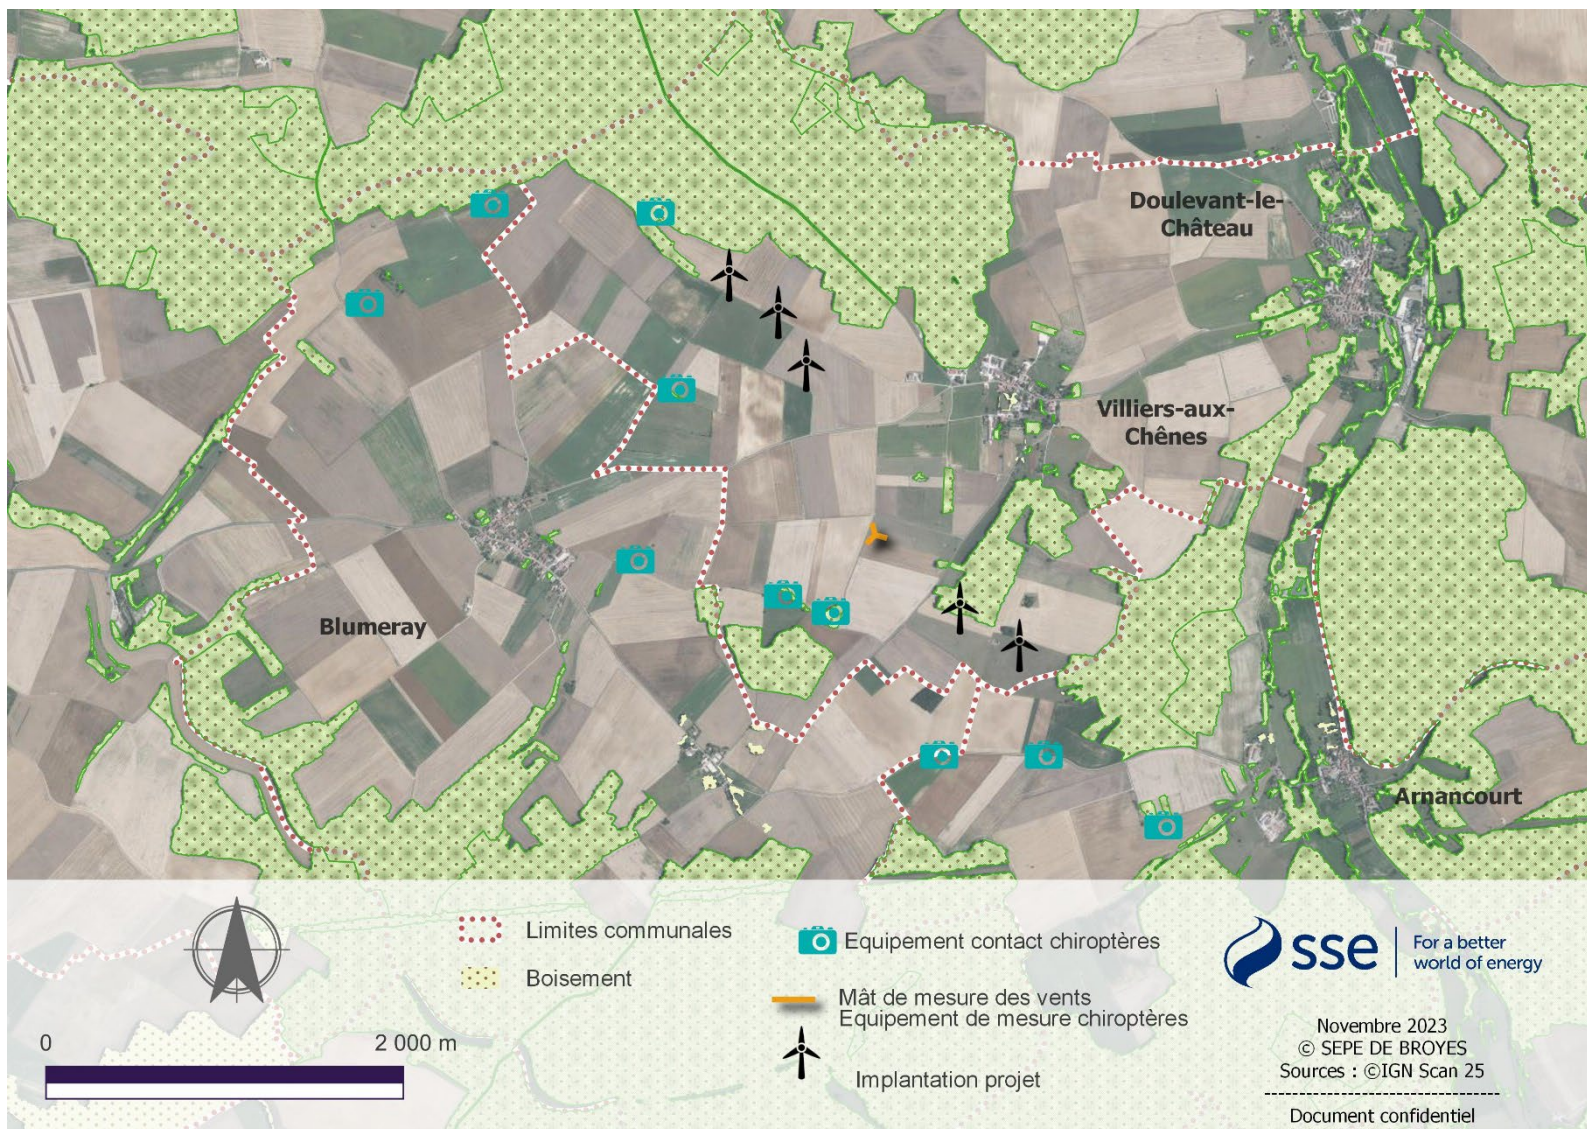 Doulevant-le-
Château
Villiers-aux-
Chênes
Blumeray
Arnancourt
Limites communales
Boisement
0
2 000 m
Equipement contact chiroptères
Mât de mesure des vents
Equipement de mesure chiroptères
Implantation projet
sse
For a better
world of energy
Novembre 2023
© SEPE DE BROYES
Sources : ©IGN Scan 25
Document confidentiel